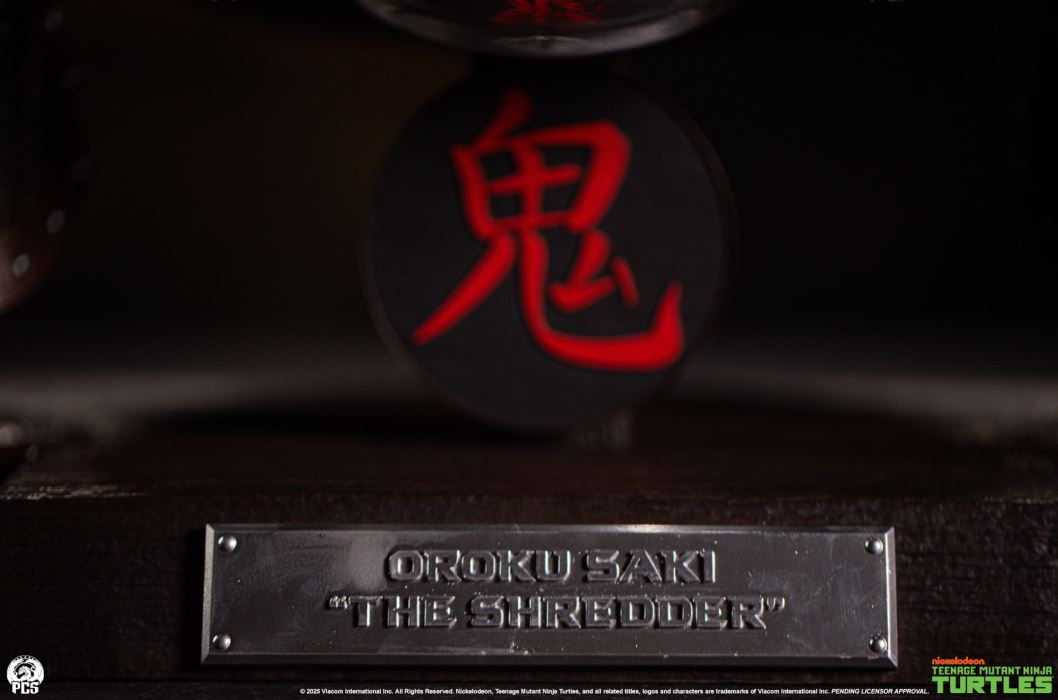 鬼
OROKU SAKI
“THE SHREDDER”
PCS
© 2025 Viacom International Inc. All Rights Reserved. Nickelodeon, Teenage Mutant Ninja Turtles, and all related titles, logos and characters are trademarks of Viacom International Inc. PENDING LICENSOR APPROVAL.
nickelodeon
TEENAGE MUTANT NINJA
TURTLES